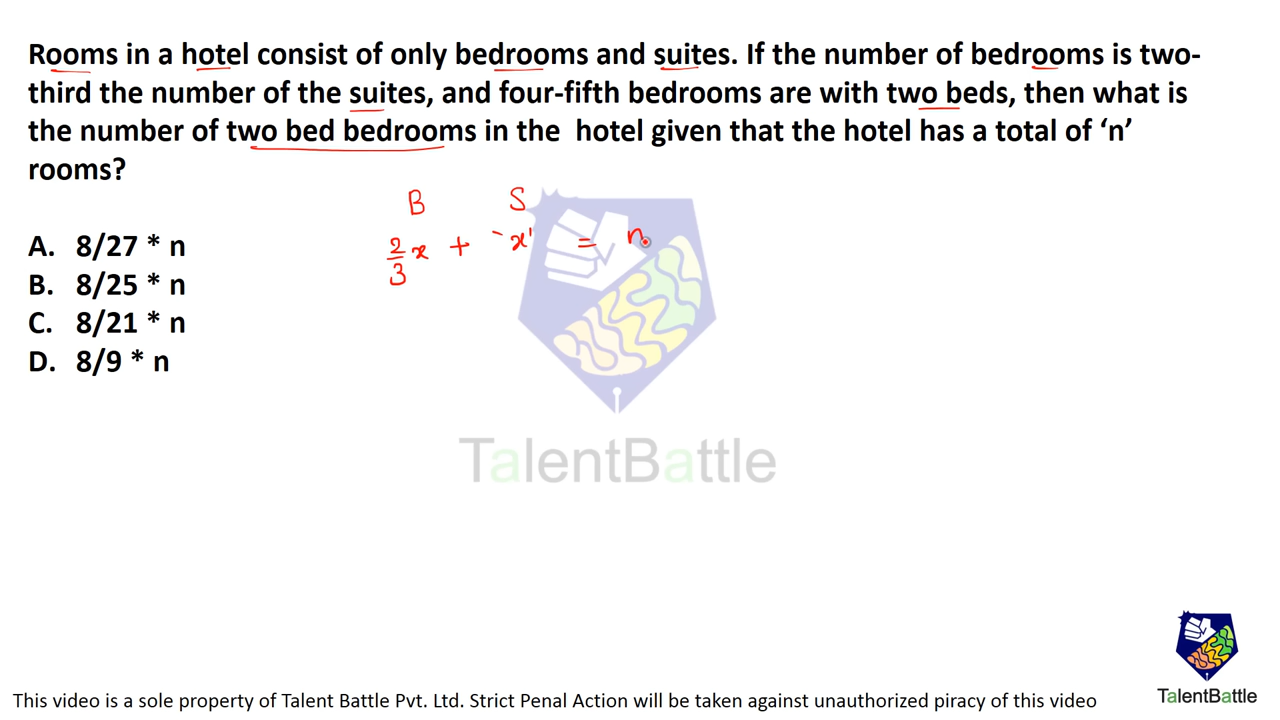 Rooms in a hotel consist of only bedrooms and suites. If the number of bedrooms is two-
third the number of the suites, and four-fifth bedrooms are with two beds, then what is
the number of two bed bedrooms in the hotel given that the hotel has a total of ‘n’
rooms?
B S
2/3 x + 'x' = n
A. 8/27 * n
B. 8/25 * n
C. 8/21 * n
D. 8/9 * n
TalentBattle
TalentBattle
This video is a sole property of Talent Battle Pvt. Ltd. Strict Penal Action will be taken against unauthorized piracy of this video